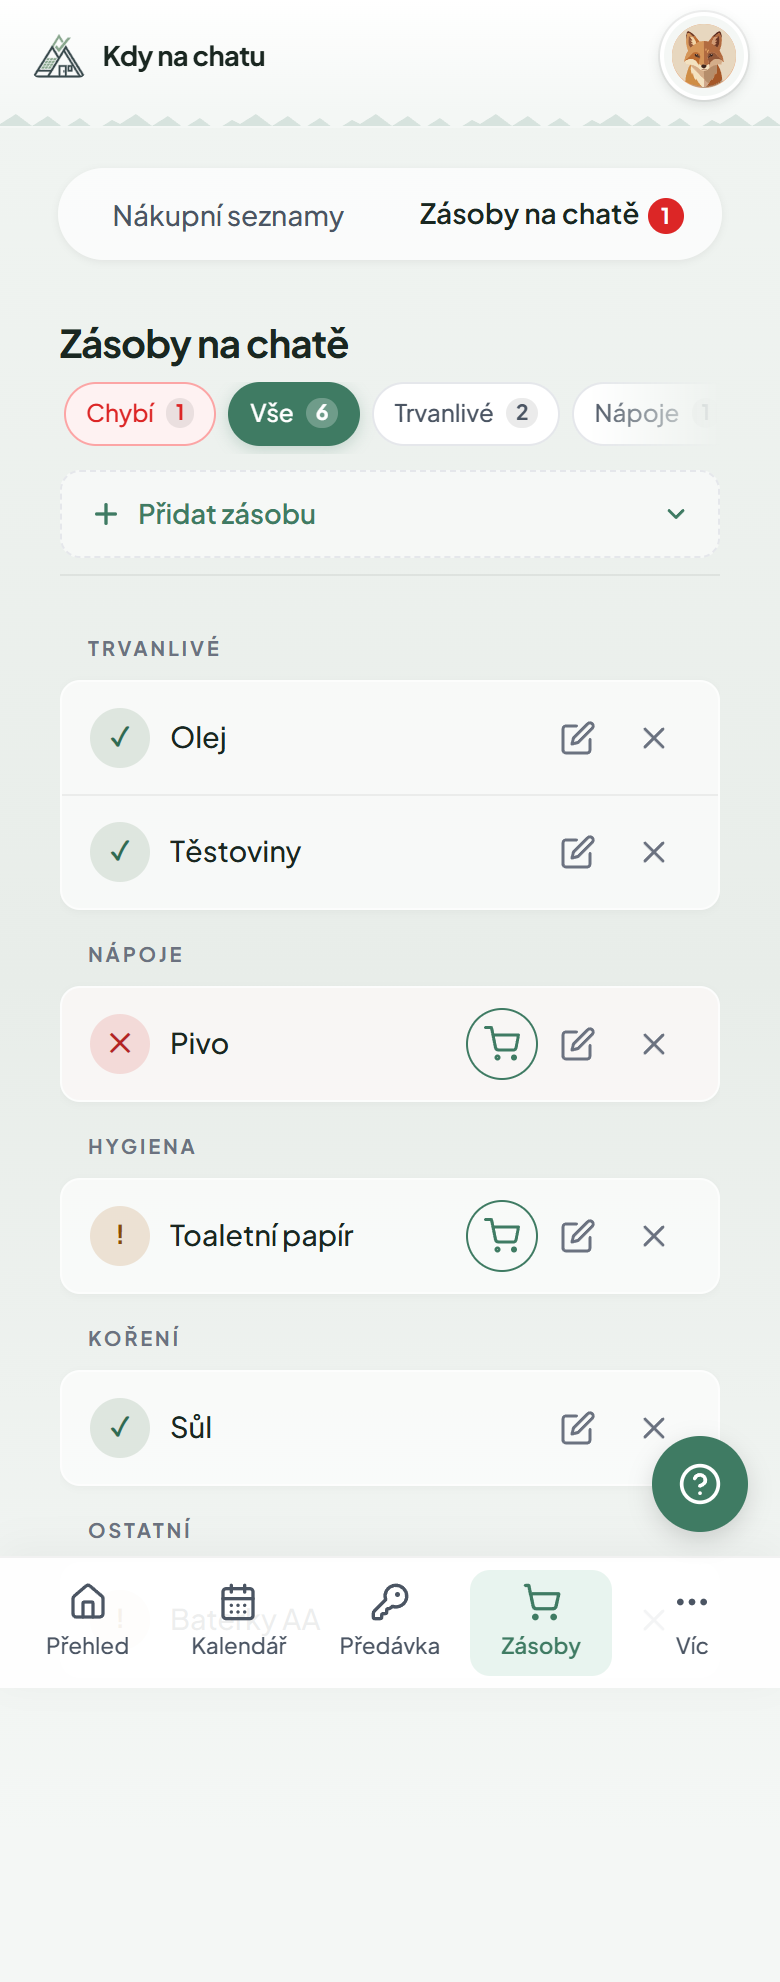 Kdy na chatu
Nákupní seznamy
Zásoby na chatě 1
Zásoby na chatě
Chybí 1
Vše 6
Trvanlivé 2
Nápoje 1
Přidat zásobu
TRVANLIVÉ
✓ Olej
✓ Těstoviny
NÁPOJE
Pivo
HYGIENA
! Toaletní papír
KOŘENÍ
✓ Sůl
OSTATNÍ
! Baterky AA
Přehled
Kalendář
Předávka
Zásoby
Víc